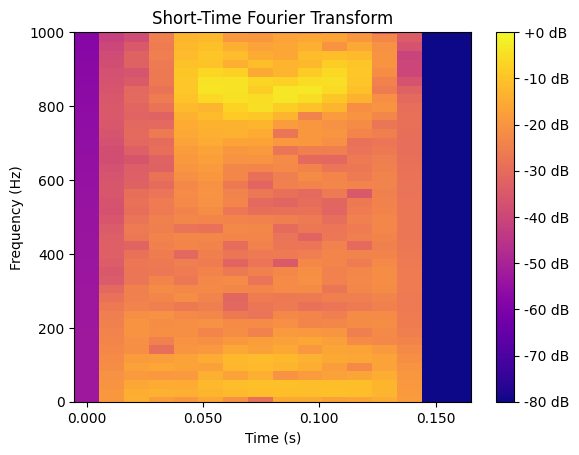 Short-Time Fourier Transform
1000
800
600
400
200
0
Frequency (Hz)
0.000
0.050
0.100
0.150
Time (s)
+0 dB
-10 dB
-20 dB
-30 dB
-40 dB
-50 dB
-60 dB
-70 dB
-80 dB